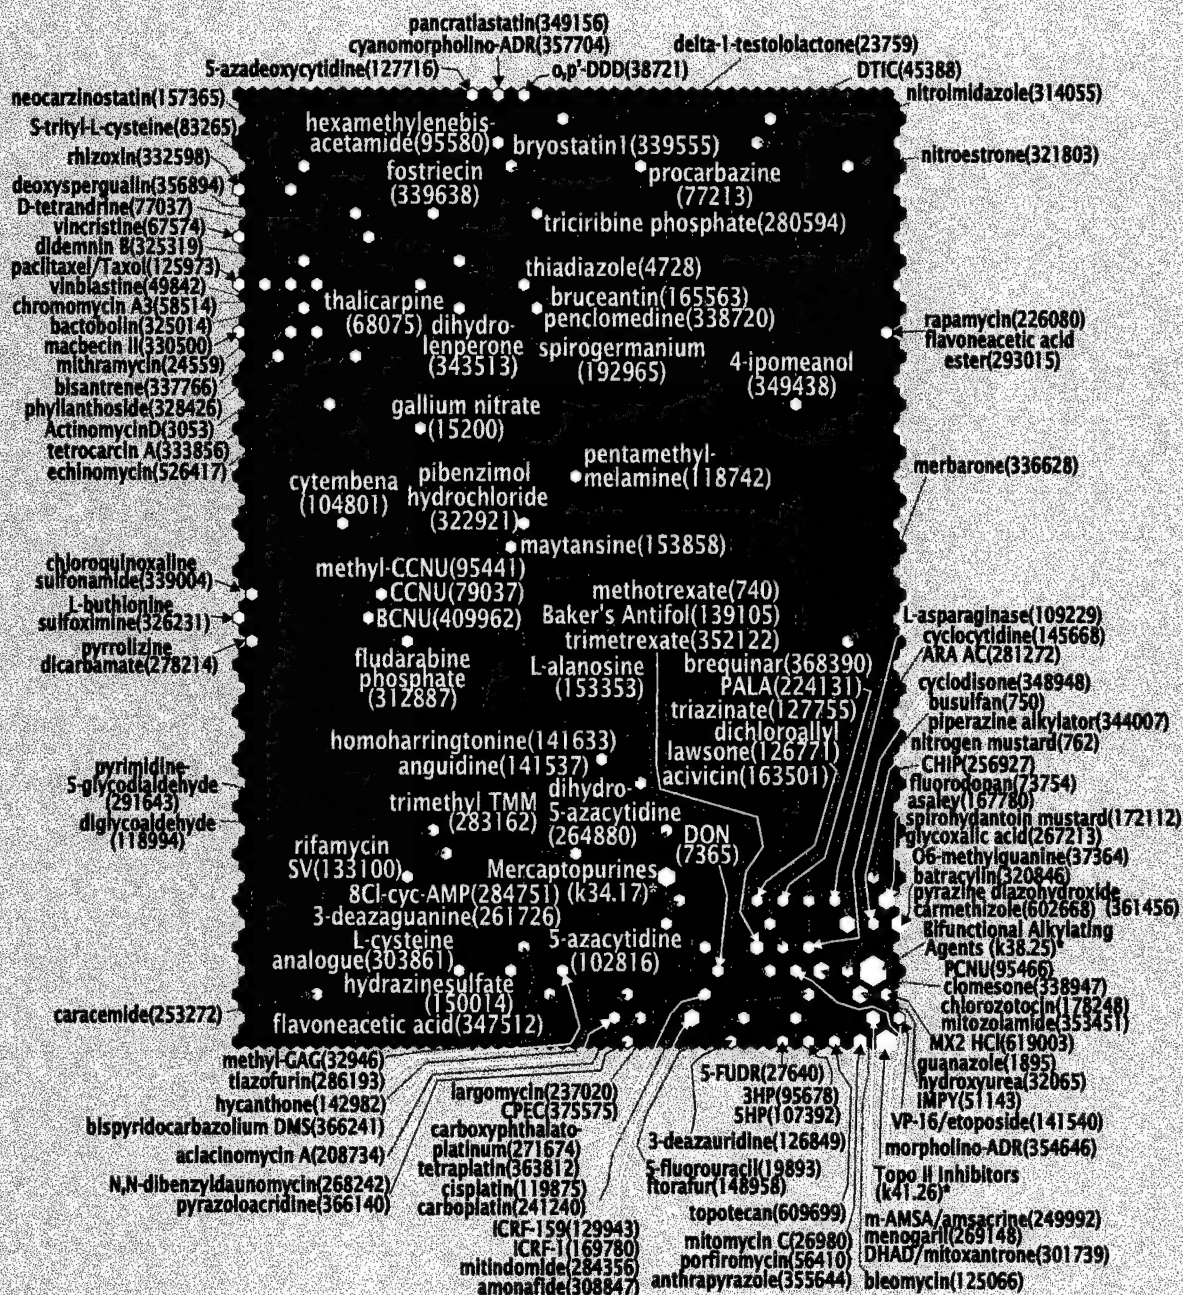 pancratiastatin(349156)
cyanomorpholino-ADR(357704)
delta-1-testololactone(23759)
5-azadeoxycytidine(127716)
o,p'-DDD(38721)
DTIC(45388)
neocarzinostatin(157365)
nitroimidazole(314055)
S-trityl-L-cysteine(83265)
rhizoxin(332598)
nitroestrone(321803)
deoxyspergualin(356894)
D-tetrandrine(77037)
vincristine(67574)
didemnin B(325319)
paclitaxel/Taxol(125973)
vinblastine(49842)
chromomycin A3(58514)
bactobolin(325014)
macbecin II(330500)
mithramycin(24559)
bisantrene(337766)
phyllanthoside(328426)
ActinomycinD(3053)
tetrocarcin A(333856)
echinomycin(526417)
hexamethylenebis-
acetamide(95580)
bryostatin1(339555)
fostriecin
(339638)
procarbazine
(77213)
triciribine phosphate(280594)
thiadiazole(4728)
bruceantin(165563)
penclomedine(338720)
thalicarpine
(68075)
dihydro-
lenperone
(343513)
spirogermanium
(192965)
4-ipomeanol
(349438)
rapamycin(226080)
flavoneacetic acid
ester(293015)
gallium nitrate
(15200)
pentamethyl-
melamine(118742)
merbarone(336628)
cytembena
(104801)
pibenzimol
hydrochloride
(322921)
maytansine(153858)
chloroquinoxaline
sulfonamide(339004)
L-buthionine
sulfoximine(326231)
pyrrolizine
dicarbamate(278214)
methyl-CCNU(95441)
CCNU(79037)
BCNU(409962)
methotrexate(740)
Baker's Antifol(139105)
trimetrexate(352122)
fludarabine
phosphate
(312887)
L-alanosine
(153353)
brequinar(368390)
PALA(224131)
triazinate(127755)
dichloroallyl
lawsone(126771)
acivicin(163501)
L-asparaginase(109229)
cyclocytidine(145668)
ARA AC(281272)
cyclodisone(348948)
busulfan(750)
piperazine alkylator(344007)
nitrogen mustard(762)
CHIP(256927)
fluorodopan(73754)
asaley(167780)
spirohydantoin mustard(172112)
glycoxalic acid(267213)
O6-methylguanine(37364)
batracylin(320846)
pyrazine diazohydroxide
carmethizole(602668) (361456)
Bifunctional Alkylating
Agents (k38.25)*
PCNU(95466)
clomesone(338947)
chlorozotocin(178248)
mitozolamide(353451)
MX2 HCl(619003)
guanazole(1895)
hydroxyurea(32065)
IMPY(51143)
VP-16/etoposide(141540)
morpholino-ADR(354646)
Topo II Inhibitors
(k41.26)*
m-AMSA/amsacrine(249992)
menogaril(269148)
DHAD/mitoxantrone(301739)
bleomycin(125066)
homoharringtonine(141633)
anguidine(141537)
dihydro-
5-azacytidine
(264880)
trimethyl TMM
(283162)
DON
(7365)
pyrimidine-
5-glycodialdehyde
(291643)
diglycoaldehyde
(118994)
rifamycin
SV(133100)
Mercaptopurines
(k34.17)*
8Cl-cyc-AMP(284751)
3-deazaguanine(261726)
L-cysteine
analogue(303861)
5-azacytidine
(102816)
hydrazinesulfate
(150014)
flavoneacetic acid(347512)
caracemide(253272)
methyl-GAG(32946)
tiazofurin(286193)
hycanthone(142982)
bispyridocarbazolium DMS(366241)
aclacinomycin A(208734)
N,N-dibenzyldaunomycin(268242)
pyrazoloacridine(366140)
largomycin(237020)
CPEC(375575)
carboxyphthalato-
platinum(271674)
tetraplatin(363812)
cisplatin(119875)
carboplatin(241240)
ICRF-159(129943)
ICRF-1(169780)
mitindomide(284356)
amonafide(308847)
5-FUDR(27640)
3HP(95678)
5HP(107392)
3-deazauridine(126849)
5-fluorouracil(19893)
ftorafur(148958)
topotecan(609699)
mitomycin C(26980)
porfiromycin(56410)
anthrapyrazole(355644)